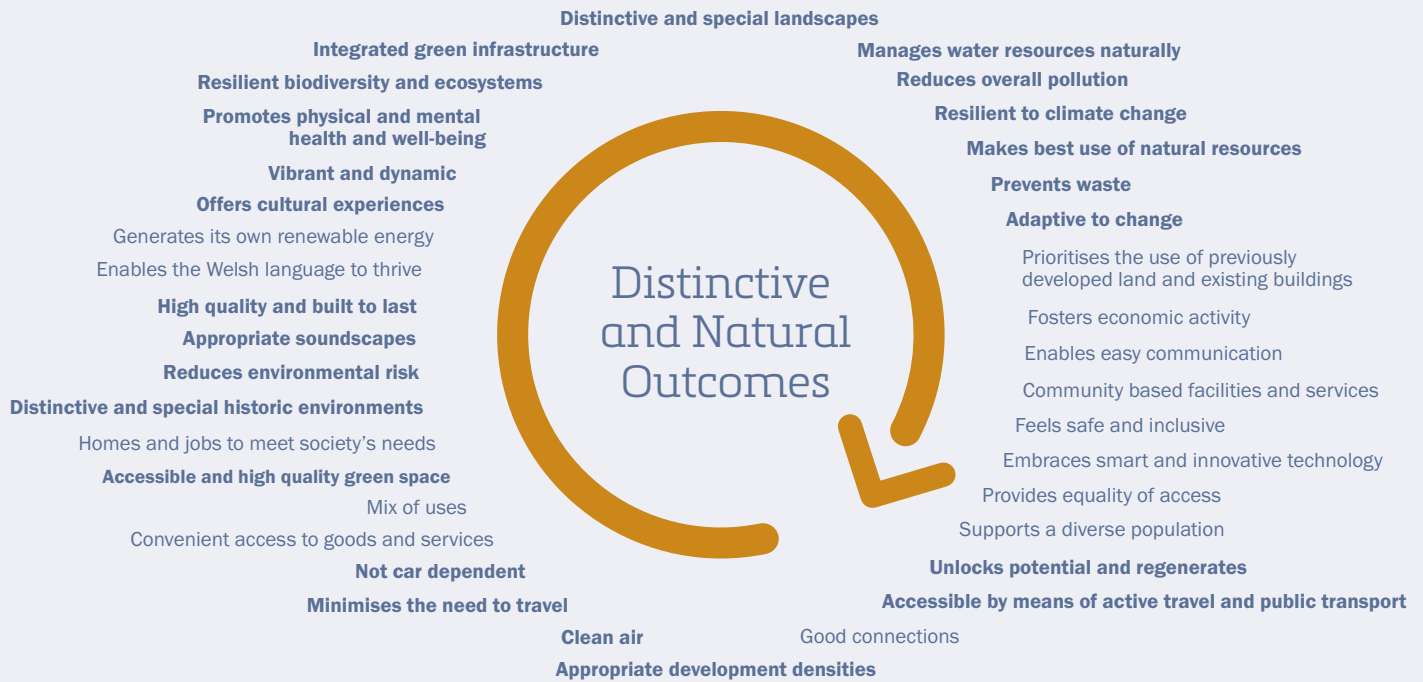 Distinctive and special landscapes
Integrated green infrastructure
Manages water resources naturally
Resilient biodiversity and ecosystems
Reduces overall pollution
Promotes physical and mental
health and well-being
Resilient to climate change
Makes best use of natural resources
Vibrant and dynamic
Prevents waste
Offers cultural experiences
Adaptive to change
Generates its own renewable energy
Prioritises the use of previously
developed land and existing buildings
Enables the Welsh language to thrive
Distinctive
and Natural
Outcomes
High quality and built to last
Fosters economic activity
Appropriate soundscapes
Enables easy communication
Reduces environmental risk
Community based facilities and services
Distinctive and special historic environments
Feels safe and inclusive
Homes and jobs to meet society's needs
Embraces smart and innovative technology
Accessible and high quality green space
Provides equality of access
Mix of uses
Supports a diverse population
Convenient access to goods and services
Not car dependent
Unlocks potential and regenerates
Minimises the need to travel
Accessible by means of active travel and public transport
Clean air
Good connections
Appropriate development densities